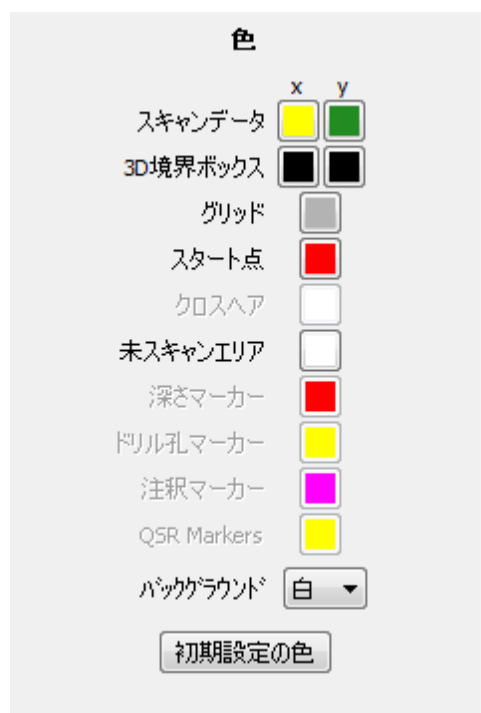 色
x y
スキャンデータ
3D境界ボックス
グリッド
スタート点
クロスヘア
未スキャンエリア
深さマーカー
ドリル孔マーカー
注釈マーカー
QSR Markers
バックグラウンド 白
初期設定の色